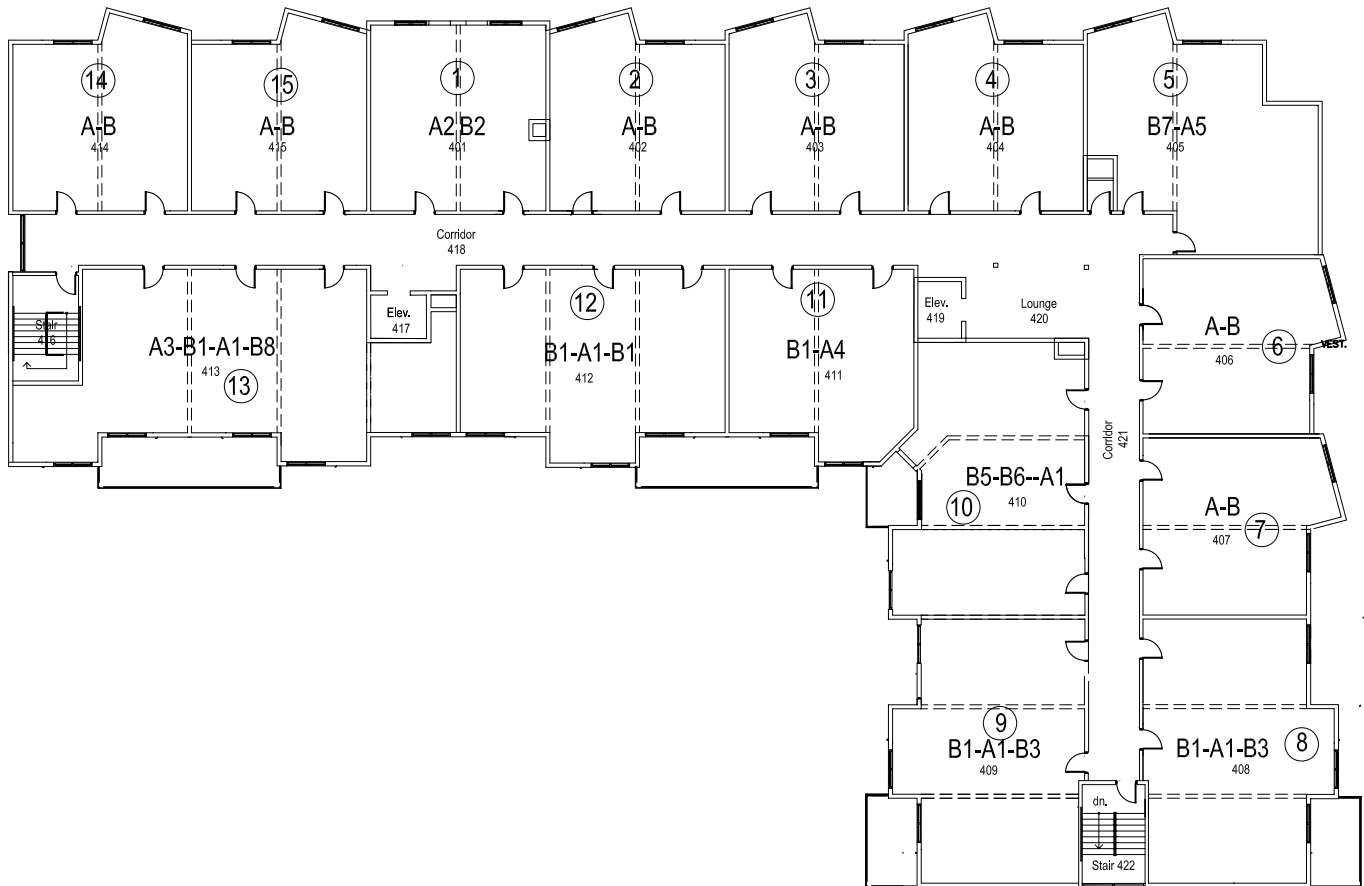 14
A-B
414
15
A-B
415
1
A2 B2
401
2
A-B
402
3
A-B
403
4
A-B
404
5
B7-A5
405
Corridor
418
Stair
416
A3-B1-A1-B8
413
13
Elev.
417
12
B1-A1-B1
412
11
B1-A4
411
Elev.
419
Lounge
420
A-B
406
6
VEST.
Corridor
421
B5-B6--A1
410
10
A-B
407
7
9
B1-A1-B3
409
B1-A1-B3
408
8
dn.
Stair 422